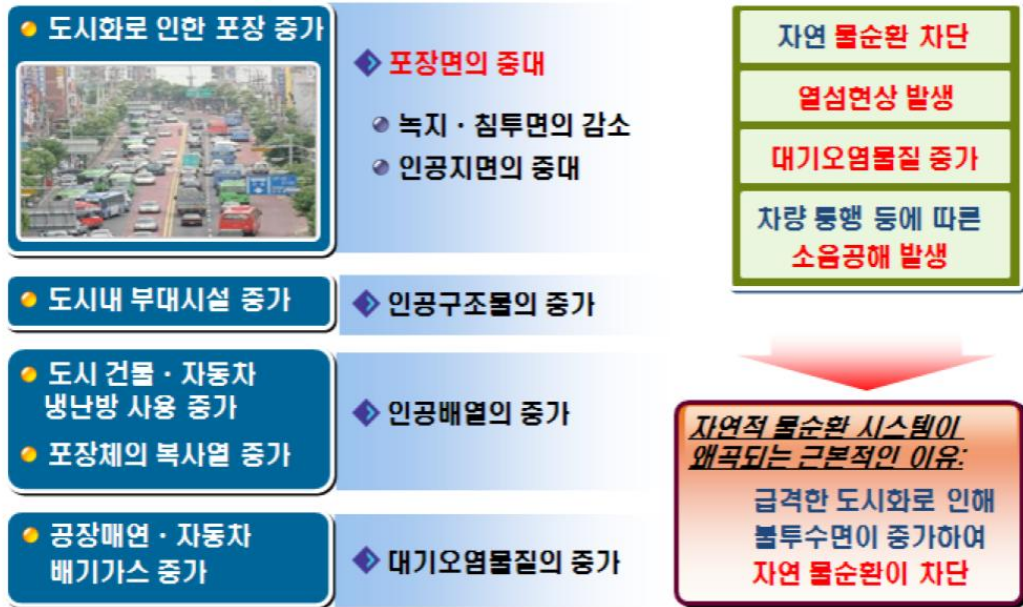 도시화로 인한 포장 증가
포장면의 증대
녹지 · 침투면의 감소
인공지면의 증대
도시내 부대시설 증가
인공구조물의 증가
도시 건물 · 자동차
냉난방 사용 증가
포장체의 복사열 증가
인공배열의 증가
공장매연 · 자동차
배기가스 증가
대기오염물질의 증가
자연 물순환 차단
열섬현상 발생
대기오염물질 증가
차량 통행 등에 따른
소음공해 발생
자연적 물순환 시스템이
왜곡되는 근본적인 이유:
급격한 도시화로 인해
불투수면이 증가하여
자연 물순환이 차단